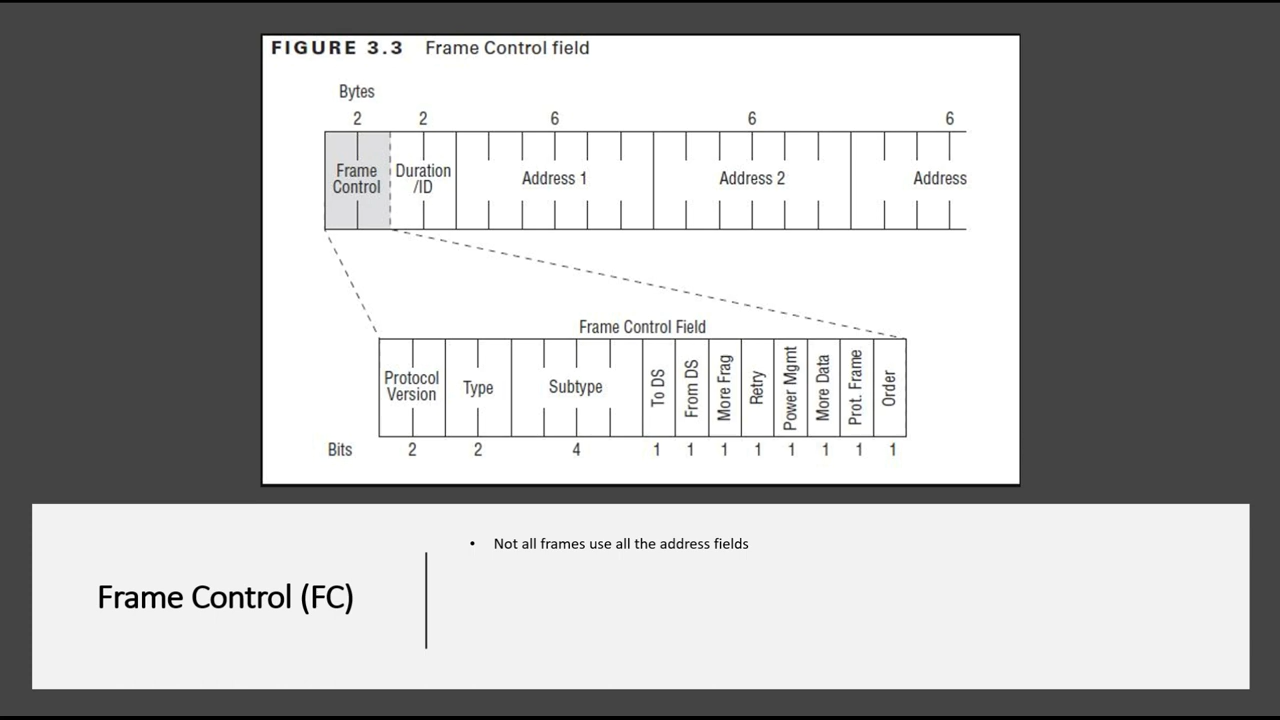 FIGURE 3.3 Frame Control field
Bytes
2 2 6 6 6
Frame Control
Duration /ID
Address 1
Address 2
Address
Frame Control Field
Protocol Version
Type
Subtype
To DS
From DS
More Frag
Retry
Power Mgmt
More Data
Prot. Frame
Order
Bits 2 2 4 1 1 1 1 1 1 1 1
Frame Control (FC)
• Not all frames use all the address fields